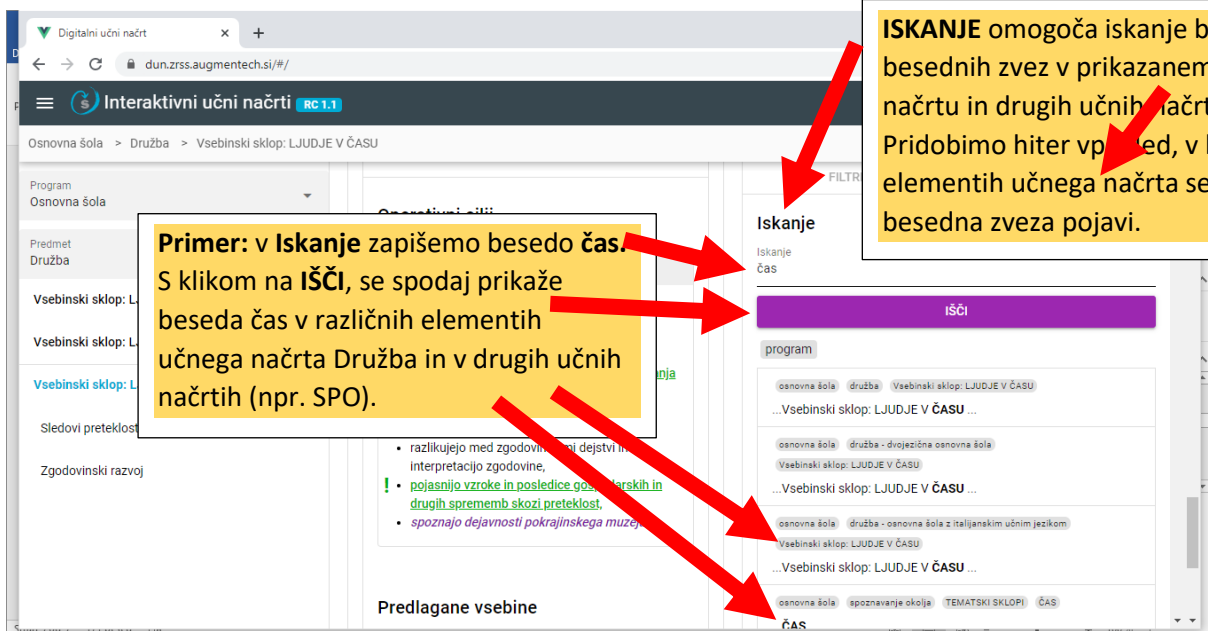 Digitalni učni načrt
dun.zrss.augmentech.si/#/
Interaktivni učni načrti RC 1.1
Osnovna šola > Družba > Vsebinski sklop: LJUDJE V ČASU
ISKANJE omogoča iskanje
besednih zvez v prikazanem
načrtu in drugih učnih
Pridobimo hiter v
elementih učnega načrta se
besedna zveza pojavi.
Program
Osnovna šola
Predmet
Družba
Vsebinski sklop:
Vsebinski sklop:
Vsebinski sklop:
Sledovi preteklost
Zgodovinski razvoj
Primer: v Iskanje zapišemo besedo čas.
S klikom na IŠČI, se spodaj prikaže
beseda čas v različnih elementih
učnega načrta Družba in v drugih učnih
načrtih (npr. SPO).
razlikujejo med dejstvi in
interpretacijo zgodovine,
! pojasnijo vzroke in posledice in
drugih sprememb skozi preteklost,
spoznajo dejavnosti pokrajinskega
Predlagane vsebine
Iskanje
Iskanje
čas
IŠČI
program
osnovna šola družba Vsebinski sklop: LJUDJE V ČASU
...Vsebinski sklop: LJUDJE V ČASU ...
osnovna šola družba - dvojezična osnovna šola
Vsebinski sklop: LJUDJE V ČASU
...Vsebinski sklop: LJUDJE V ČASU ...
osnovna šola družba - osnovna šola z italijanskim učnim jezikom
Vsebinski sklop: LJUDJE V ČASU
...Vsebinski sklop: LJUDJE V ČASU ...
osnovna šola spoznavanje okolja TEMATSKI SKLOPI ČAS
ČAS